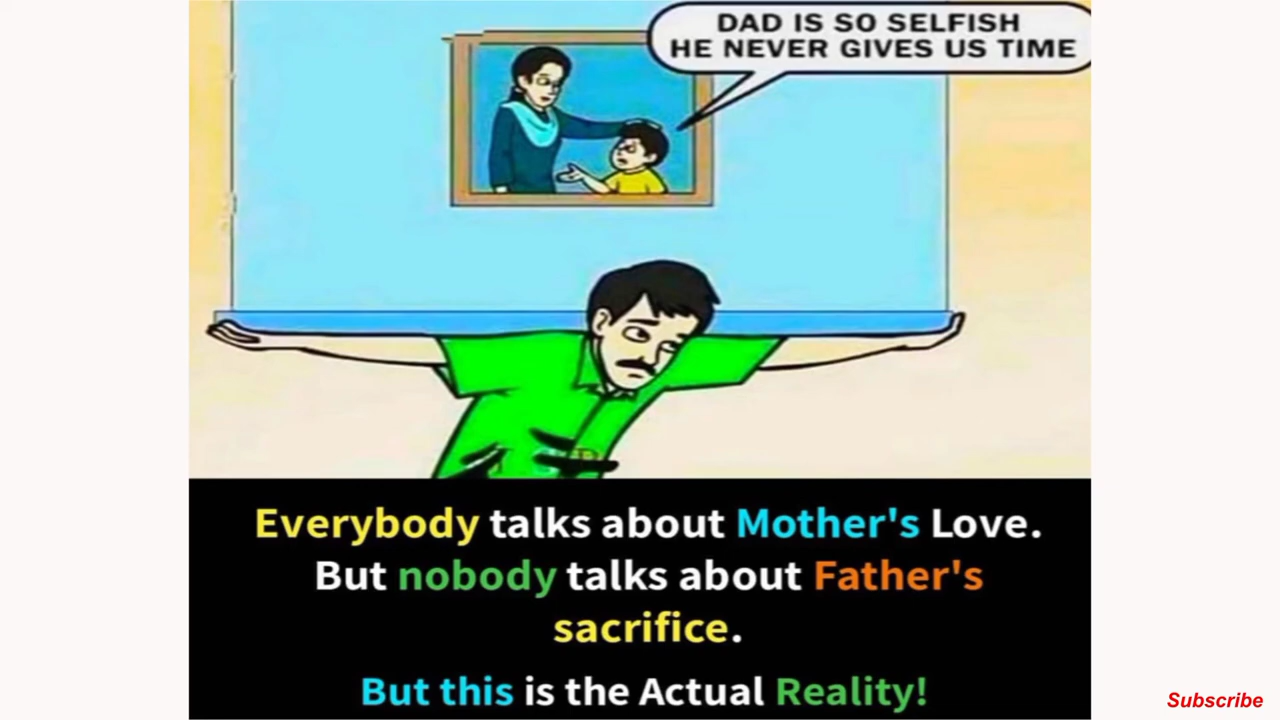 DAD IS SO SELFISH
HE NEVER GIVES US TIME
Everybody talks about Mother's Love.
But nobody talks about Father's
sacrifice.
But this is the Actual Reality!
Subscribe